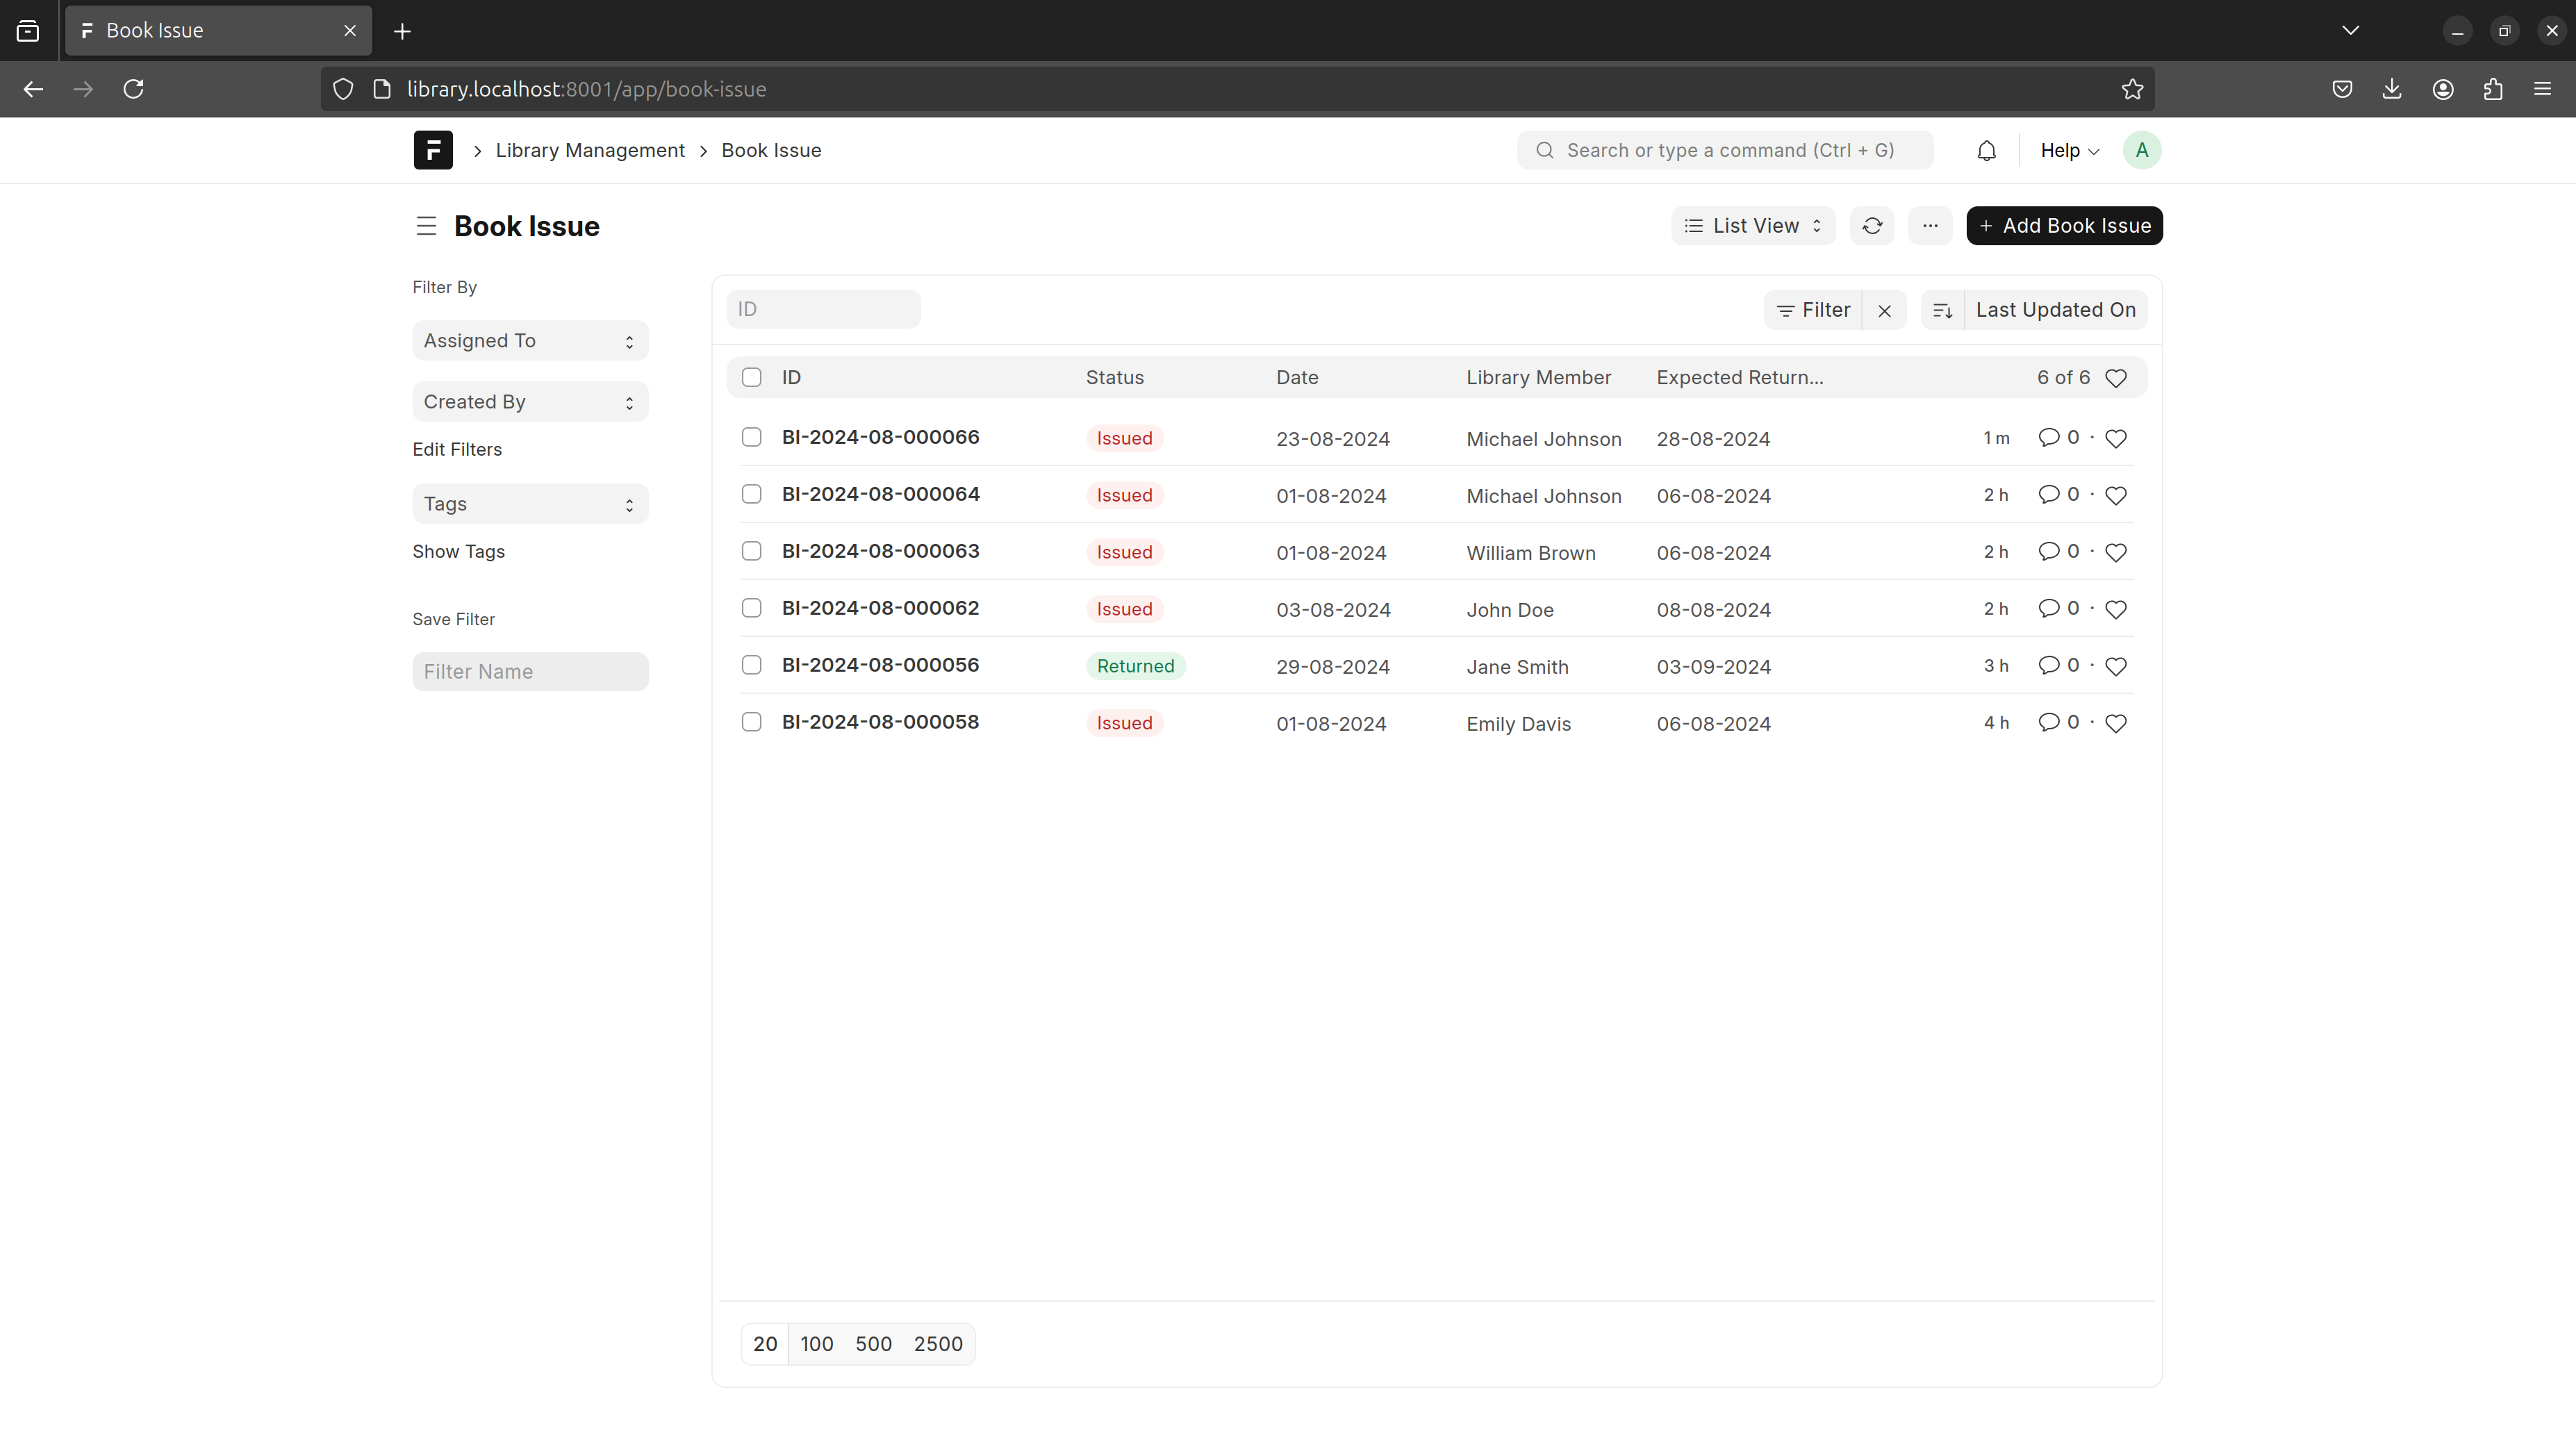 Book Issue
library.localhost:8001/app/book-issue
Library Management Book Issue Search or type a command (Ctrl + G) Help A
Book Issue List View Add Book Issue
Filter By
Assigned To
Created By
Edit Filters
Tags
Show Tags
Save Filter
Filter Name
ID Filter Last Updated On
ID Status Date Library Member Expected Return... 6 of 6
BI-2024-08-000066 Issued 23-08-2024 Michael Johnson 28-08-2024 1 m 0 ·
BI-2024-08-000064 Issued 01-08-2024 Michael Johnson 06-08-2024 2 h 0 ·
BI-2024-08-000063 Issued 01-08-2024 William Brown 06-08-2024 2 h 0 ·
BI-2024-08-000062 Issued 03-08-2024 John Doe 08-08-2024 2 h 0 ·
BI-2024-08-000056 Returned 29-08-2024 Jane Smith 03-09-2024 3 h 0 ·
BI-2024-08-000058 Issued 01-08-2024 Emily Davis 06-08-2024 4 h 0 ·
20 100 500 2500